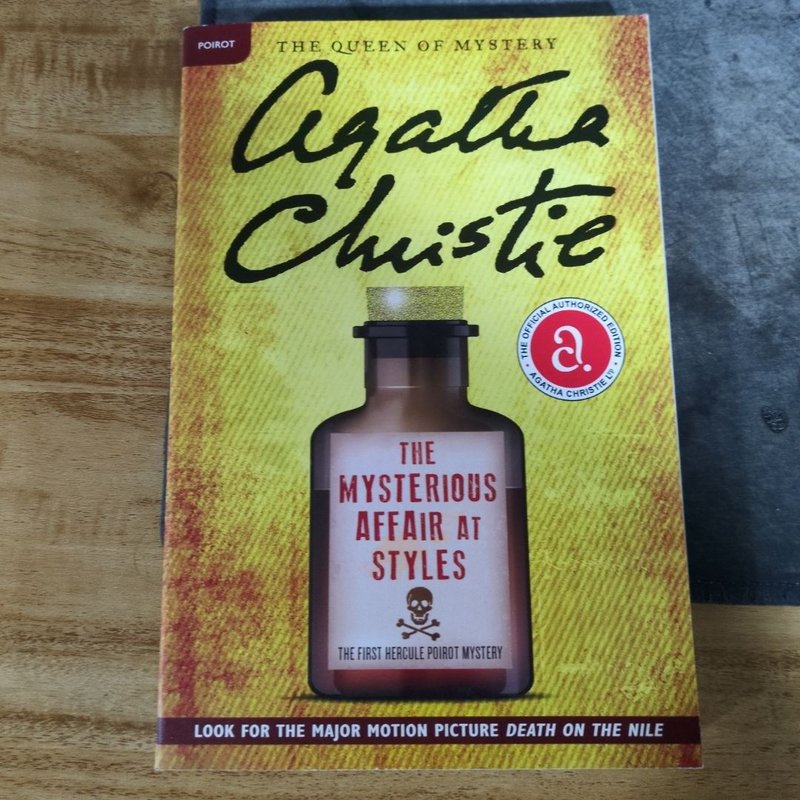 POIROT
THE QUEEN OF MYSTERY
Agatha
Christie
THE OFFICIAL AUTHORIZED EDITION
a.
• AGATHA CHRISTIE LTD •
THE
MYSTERIOUS
AFFAIR AT
STYLES
THE FIRST HERCULE POIROT MYSTERY
LOOK FOR THE MAJOR MOTION PICTURE DEATH ON THE NILE